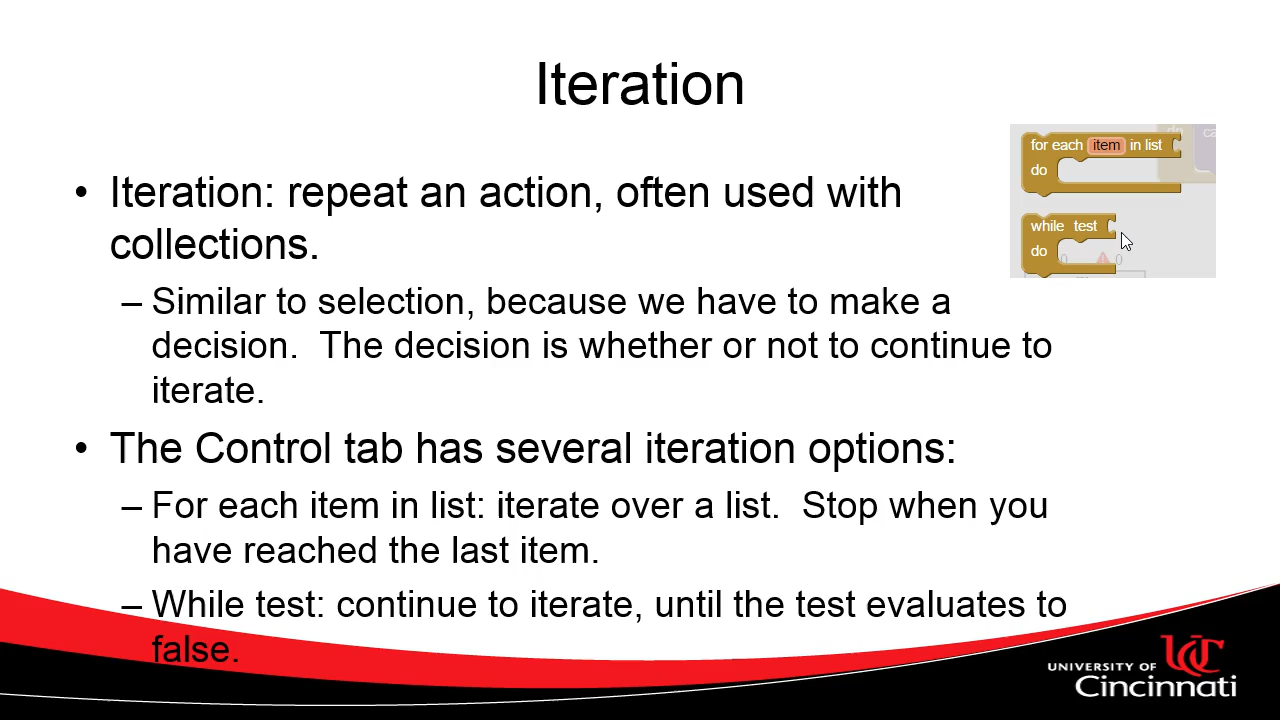 Iteration
for each item in list
do
while test
do
0 0
• Iteration: repeat an action, often used with
collections.
– Similar to selection, because we have to make a
decision.  The decision is whether or not to continue to
iterate.
• The Control tab has several iteration options:
– For each item in list: iterate over a list.  Stop when you
have reached the last item.
– While test: continue to iterate, until the test evaluates to
false.
UNIVERSITY OF
Cincinnati